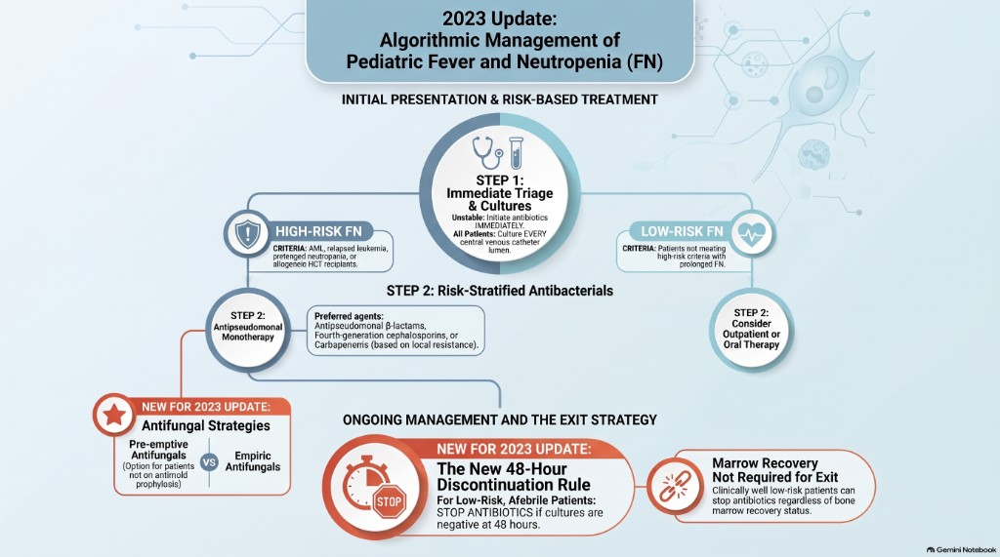 2023 Update:
Algorithmic Management of
Pediatric Fever and Neutropenia (FN)
INITIAL PRESENTATION & RISK-BASED TREATMENT
STEP 1:
Immediate Triage
& Cultures
Unstable: Initiate antibiotics
IMMEDIATELY.
All Patients: Culture EVERY
central venous catheter
lumen.
HIGH-RISK FN
CRITERIA: AML, relapsed leukemia,
pretenged neutropania, or
allogenein HCT recipiants.
LOW-RISK FN
CRITERIA: Patients not meating
high-risk criteria with
prolonged FN.
STEP 2: Risk-Stratified Antibacterials
STEP 2:
Antipseudomonal
Monotherapy
Preferred agents:
Antipseudomonal β-lactams,
Fourth-generation cephalosporins, or
Carbapenems (based on local resistance).
STEP 2:
Consider
Outpatient or
Oral Therapy
NEW FOR 2023 UPDATE:
Antifungal Strategies
Pre-emptive
Antifungals
(Option for patients
not on antimold
prophylosis)
VS
Empiric
Antifungals
ONGOING MANAGEMENT AND THE EXIT STRATEGY
NEW FOR 2023 UPDATE:
The New 48-Hour
Discontinuation Rule
For Low-Risk, Afebrile Patients:
STOP ANTIBIOTICS if cultures are
negative at 48 hours.
STOP
Marrow Recovery
Not Required for Exit
Clinically well low-risk patients can
stop antibiotics regardless of bone
marrow recovery status.
Gemini Notebook